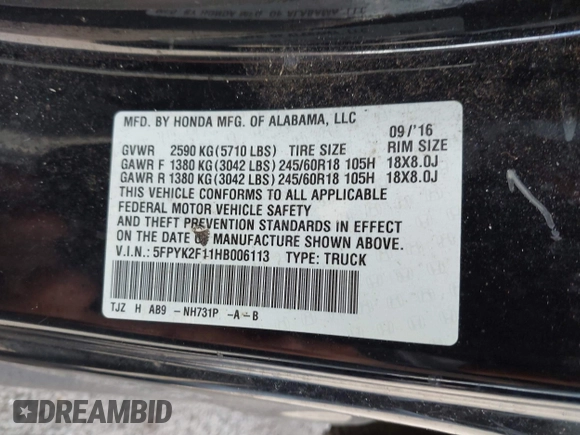 MFD. BY HONDA MFG. OF ALABAMA, LLC 09/'16
GVWR 2590 KG(5710 LBS) TIRE SIZE RIM SIZE
GAWR F 1380 KG(3042 LBS) 245/60R18 105H 18X8.0J
GAWR R 1380 KG(3042 LBS) 245/60R18 105H 18X8.0J
THIS VEHICLE CONFORMS TO ALL APPLICABLE
FEDERAL MOTOR VEHICLE SAFETY
AND THEFT PREVENTION STANDARDS IN EFFECT
ON THE DATE OF MANUFACTURE SHOWN ABOVE.
V.I.N.: 5FPYK2F11HB006113 TYPE: TRUCK
TJZ H AB9 -NH731P -A-B
DREAMBID